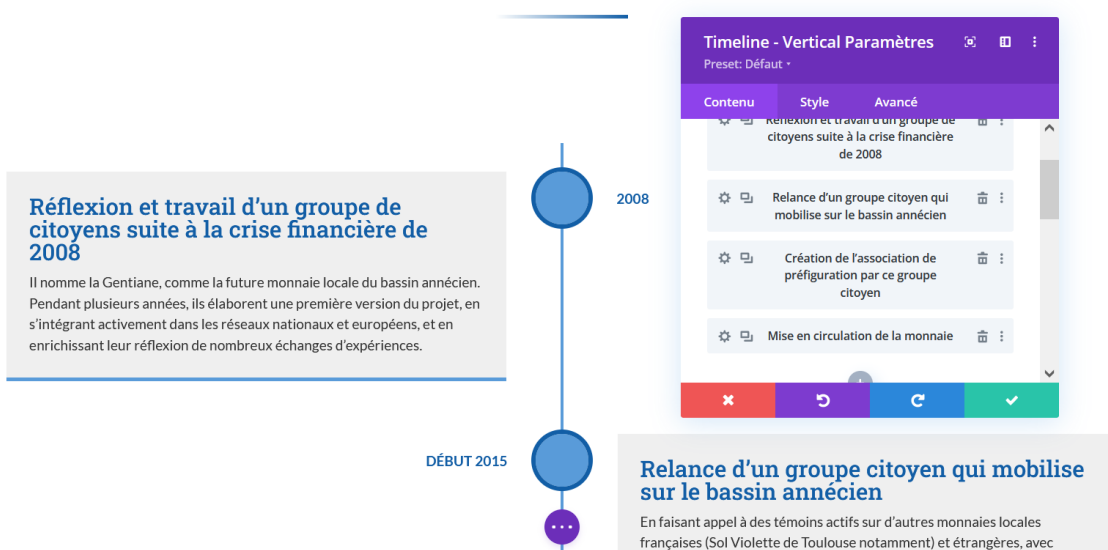 Timeline - Vertical Paramètres
Preset: Défaut
Contenu
Style
Avancé
Réflexion et travail d’un groupe de
citoyens suite à la crise financière
de 2008
Relance d’un groupe citoyen qui
mobilise sur le bassin annécien
Création de l’association de
préfiguration par ce groupe
citoyen
Mise en circulation de la monnaie
2008
Réflexion et travail d’un groupe de
citoyens suite à la crise financière de
2008
Il nomme la Gentiane, comme la future monnaie locale du bassin annécien.
Pendant plusieurs années, ils élaborent une première version du projet, en
s’intégrant activement dans les réseaux nationaux et européens, et en
enrichissant leur réflexion de nombreux échanges d’expériences.
DÉBUT 2015
Relance d’un groupe citoyen qui mobilise
sur le bassin annécien
En faisant appel à des témoins actifs sur d’autres monnaies locales
françaises (Sol Violette de Toulouse notamment) et étrangères, avec